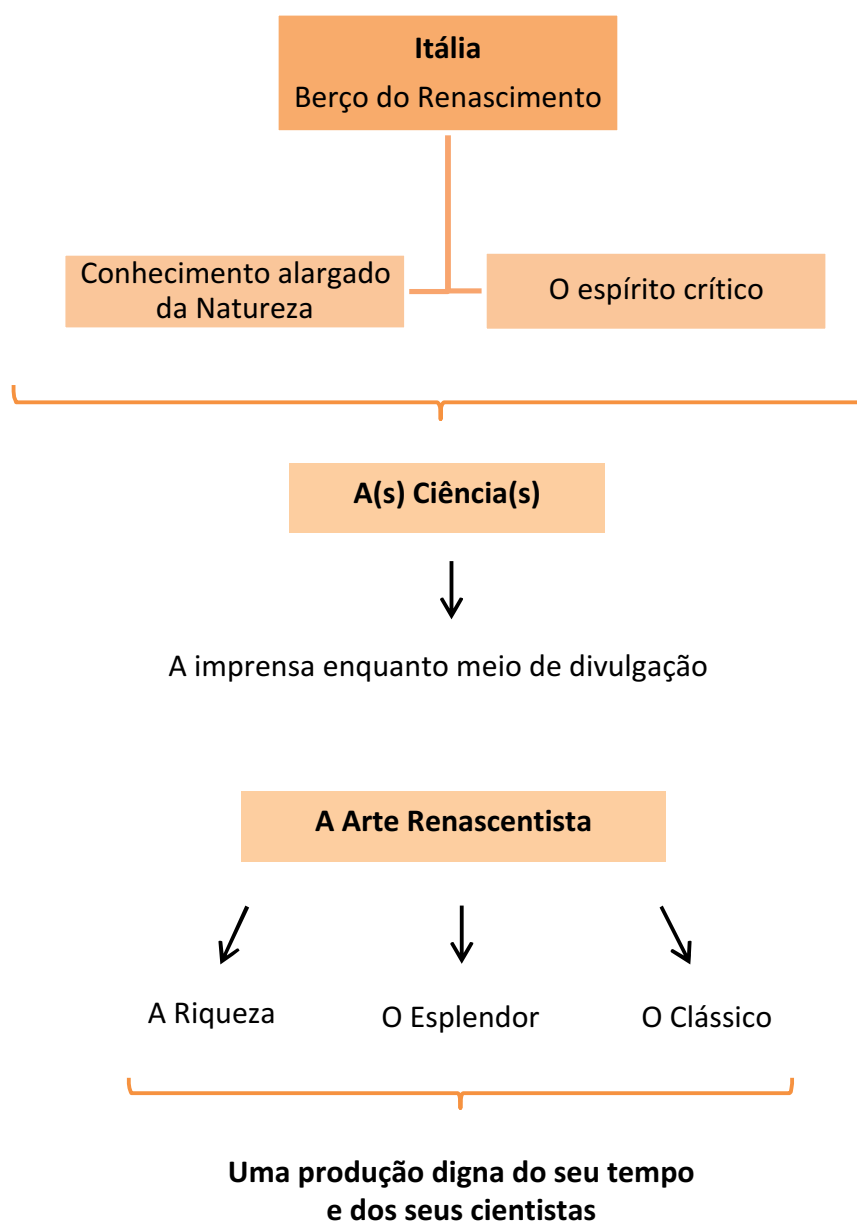 Itália
Berço do Renascimento
Conhecimento alargado
da Natureza
O espírito crítico
A(s) Ciência(s)
A imprensa enquanto meio de divulgação
A Arte Renascentista
A Riqueza
O Esplendor
O Clássico
Uma produção digna do seu tempo
e dos seus cientistas